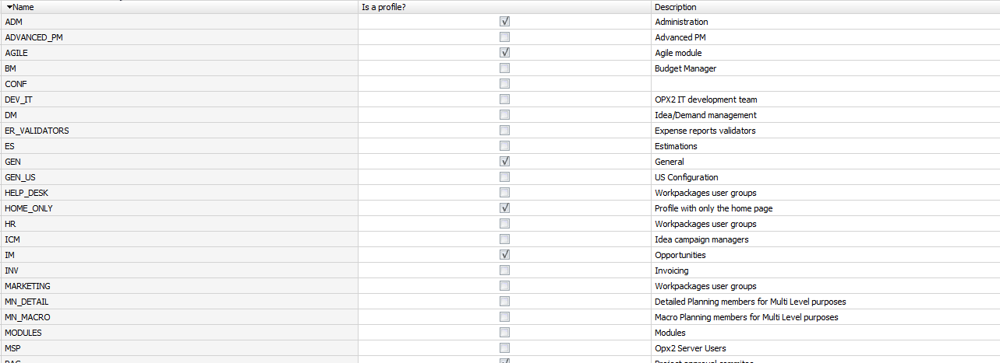 Name Is a profile? Description
ADM Administration
ADVANCED_PM Advanced PM
AGILE Agile module
BM Budget Manager
CONF
DEV_IT OPX2 IT development team
DM Idea/Demand management
ER_VALIDATORS Expense reports validators
ES Estimations
GEN General
GEN_US US Configuration
HELP_DESK Workpackages user groups
HOME_ONLY Profile with only the home page
HR Workpackages user groups
ICM Idea campaign managers
IM Opportunities
INV Invoicing
MARKETING Workpackages user groups
MN_DETAIL Detailed Planning members for Multi Level purposes
MN_MACRO Macro Planning members for Multi Level purposes
MODULES Modules
MSP Opx2 Server Users
Project approval